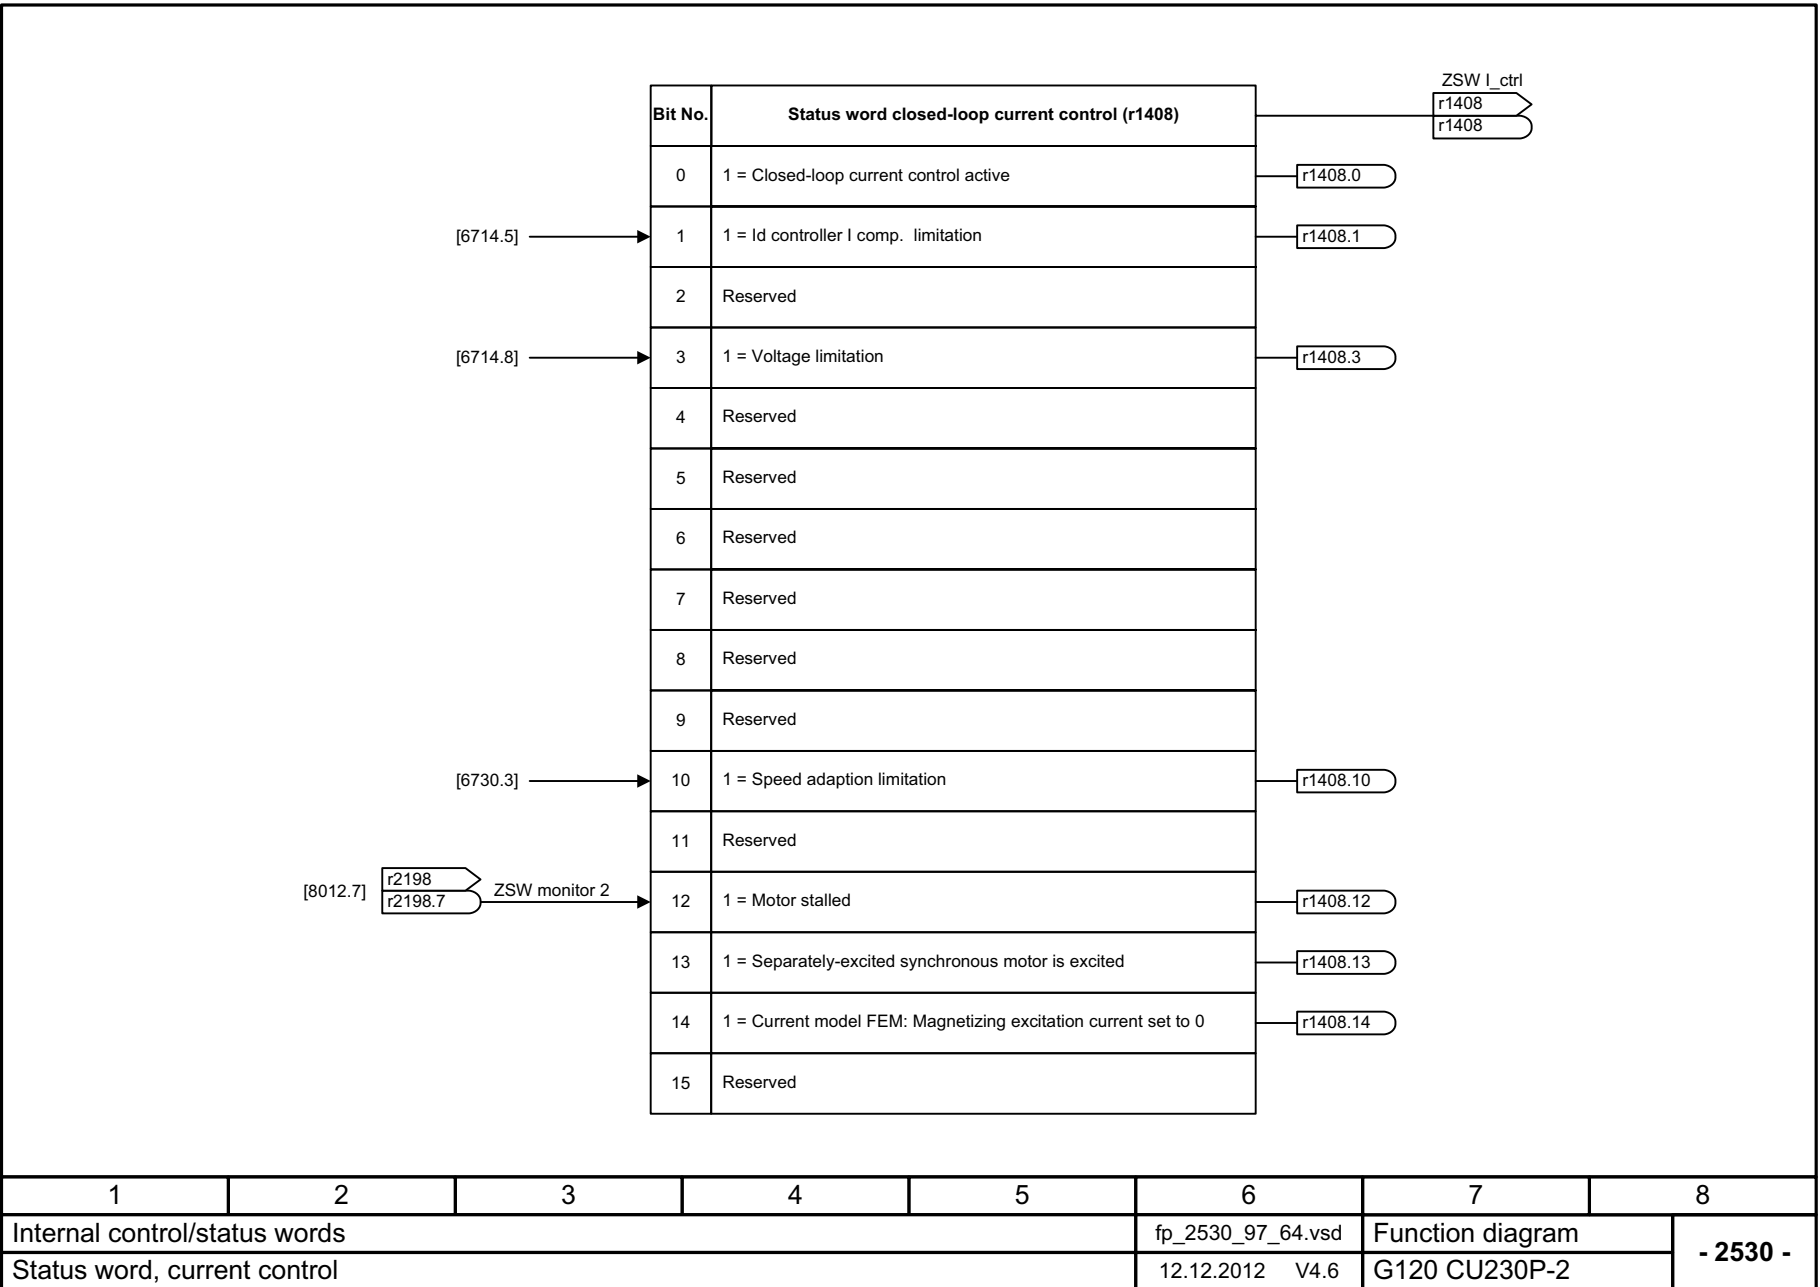 ZSW I_ctrl
Bit No. Status word closed-loop current control (r1408) r1408
r1408
0 1 = Closed-loop current control active r1408.0
[6714.5] 1 1 = Id controller I comp. limitation r1408.1
2 Reserved
[6714.8] 3 1 = Voltage limitation r1408.3
4 Reserved
5 Reserved
6 Reserved
7 Reserved
8 Reserved
9 Reserved
[6730.3] 10 1 = Speed adaption limitation r1408.10
11 Reserved
r2198
[8012.7] r2198.7 ZSW monitor 2 12 1 = Motor stalled r1408.12
13 1 = Separately-excited synchronous motor is excited r1408.13
14 1 = Current model FEM: Magnetizing excitation current set to 0 r1408.14
15 Reserved
1 2 3 4 5 6 7 8
Internal control/status words fp_2530_97_64.vsd Function diagram - 2530 -
Status word, current control 12.12.2012 V4.6 G120 CU230P-2